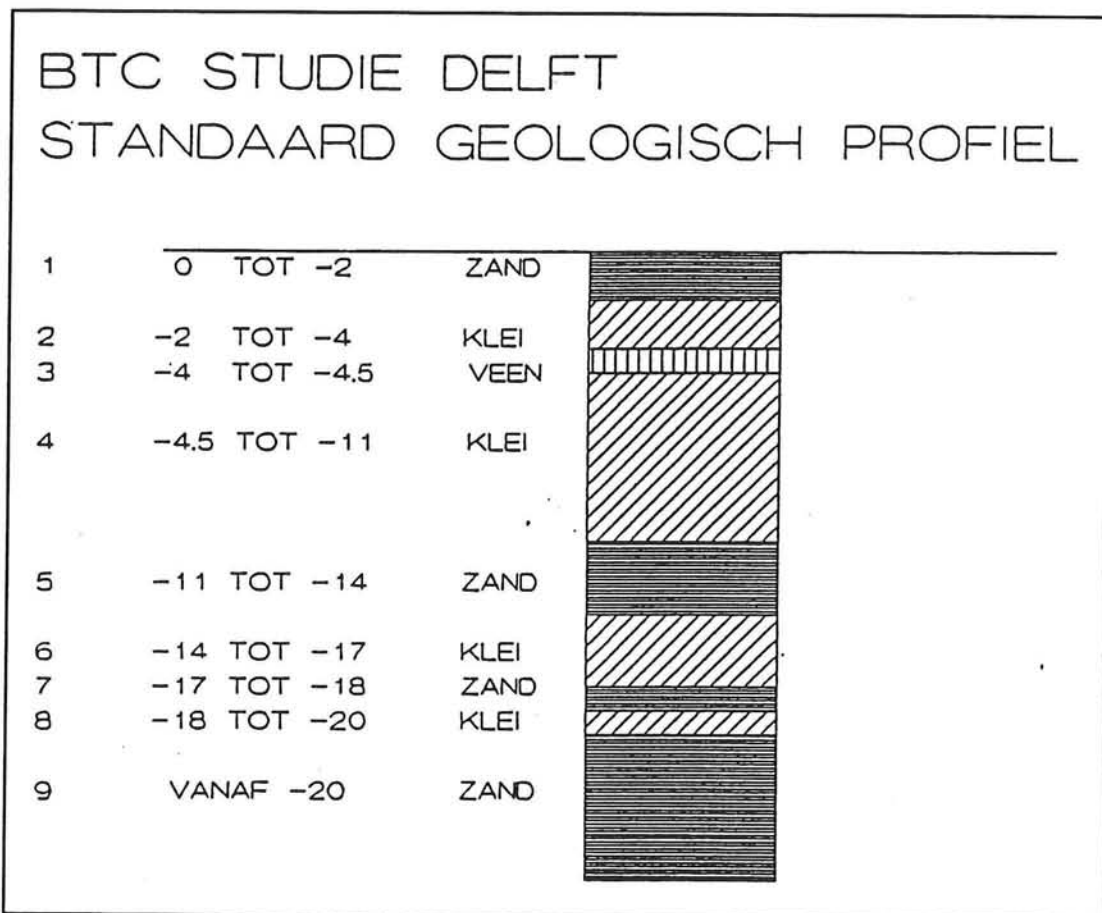 BTC STUDIE DELFT
STANDAARD GEOLOGISCH PROFIEL
1 0 TOT -2 ZAND
2 -2 TOT -4 KLEI
3 -4 TOT -4.5 VEEN
4 -4.5 TOT -11 KLEI
5 -11 TOT -14 ZAND
6 -14 TOT -17 KLEI
7 -17 TOT -18 ZAND
8 -18 TOT -20 KLEI
9 VANAF -20 ZAND